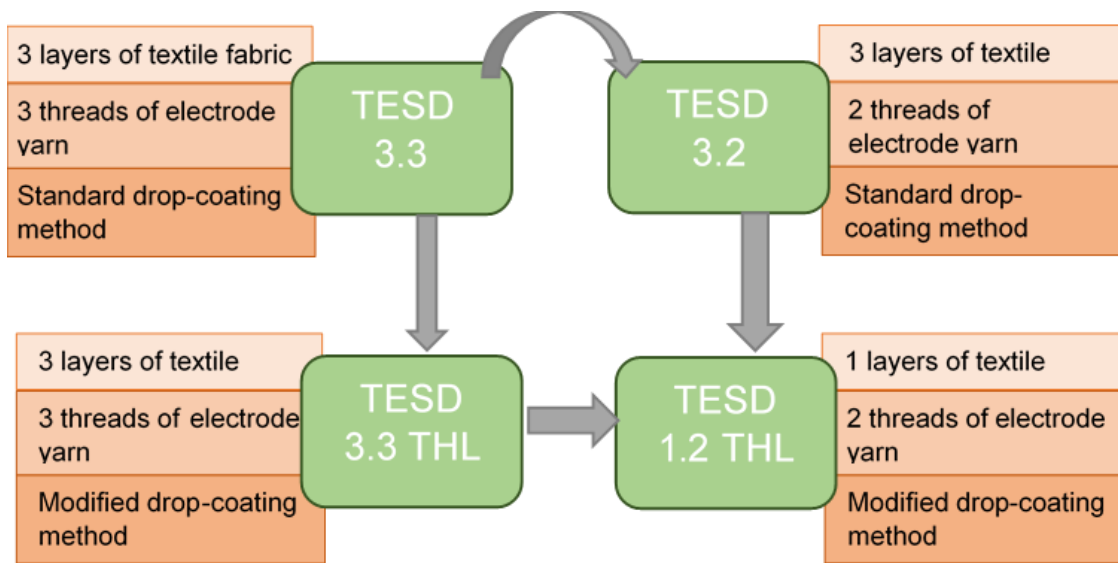 3 layers of textile fabric
3 threads of electrode
yarn
Standard drop-coating
method
TESD
3.3
TESD
3.2
3 layers of textile
2 threads of
electrode yarn
Standard drop-
coating method
3 layers of textile
3 threads of electrode
yarn
Modified drop-coating
method
TESD
3.3 THL
TESD
1.2 THL
1 layers of textile
2 threads of electrode
yarn
Modified drop-coating
method